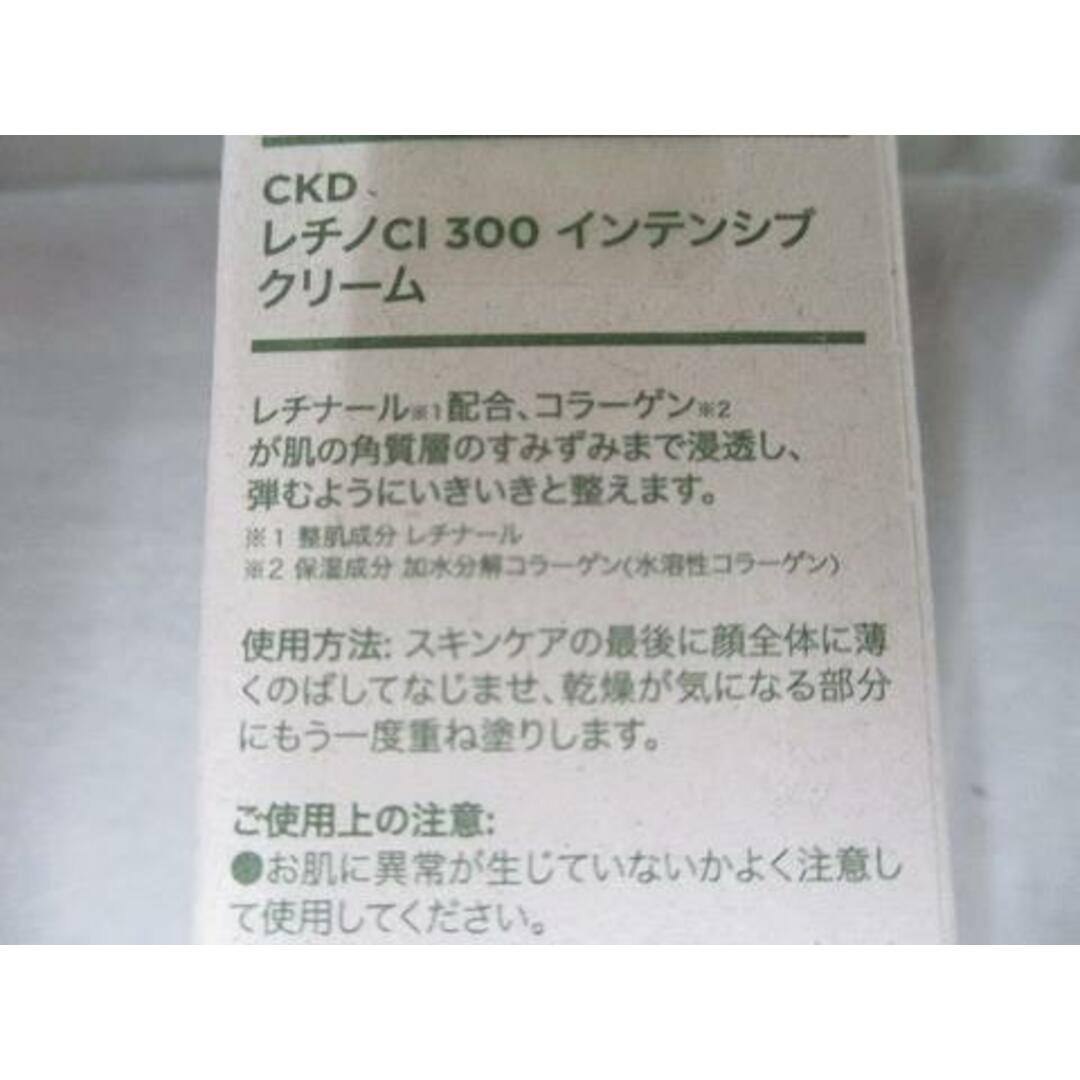 CKD
レチノCI 300 インテンシブ
クリーム
レチナール※1配合、コラーゲン※2
が肌の角質層のすみずみまで浸透し、
弾むようにいきいきと整えます。
※1 整肌成分 レチナール
※2 保湿成分 加水分解コラーゲン(水溶性コラーゲン)
使用方法: スキンケアの最後に顔全体に薄
くのばしてなじませ、乾燥が気になる部分
にもう一度重ね塗りします。
ご使用上の注意:
●お肌に異常が生じていないかよく注意し
て使用してください。